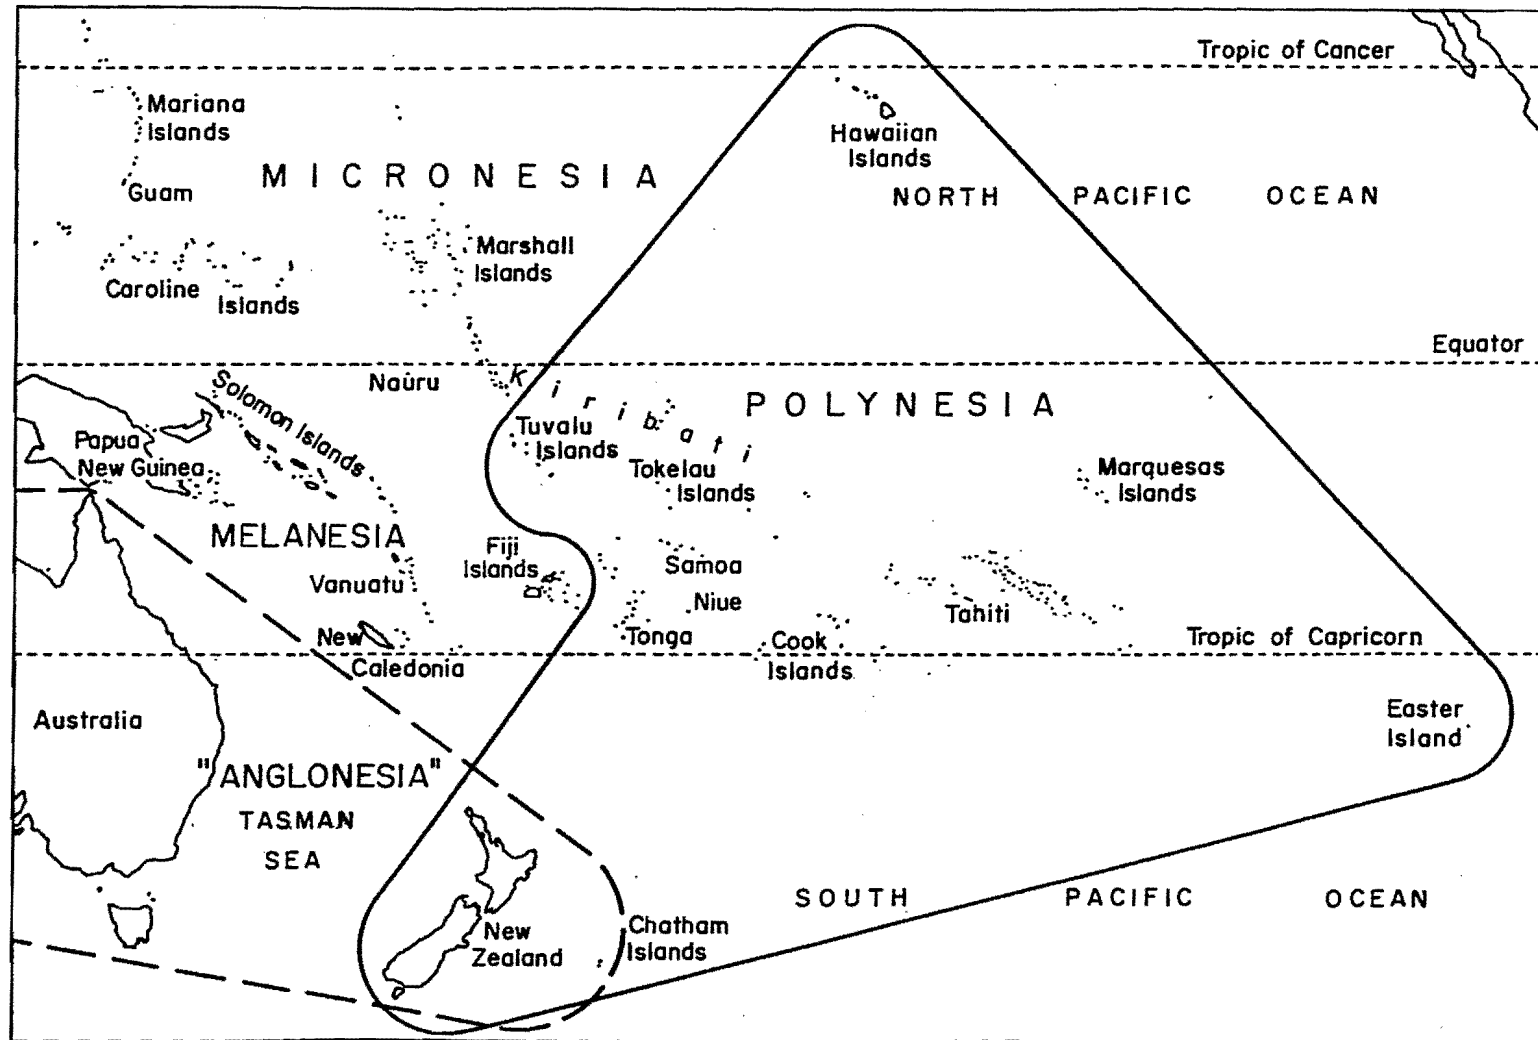 Tropic of Cancer
Mariana
Islands
Hawaiian
Islands
MICRONESIA
Guam
NORTH PACIFIC OCEAN
Marshall
Islands
Caroline
Islands
Equator
Naúru
Kiribati
Solomon Islands
POLYNESIA
Tuvalu
Islands
Papua
New Guinea
Tokelau
Islands
Marquesas
Islands
MELANESIA
Fiji
Islands
Samoa
Vanuatu
Niue
Tahiti
New
Caledonia
Tonga
Cook
Islands
Tropic of Capricorn
Australia
Easter
Island
"ANGLONESIA"
TASMAN
SEA
SOUTH PACIFIC OCEAN
New
Zealand
Chatham
Islands